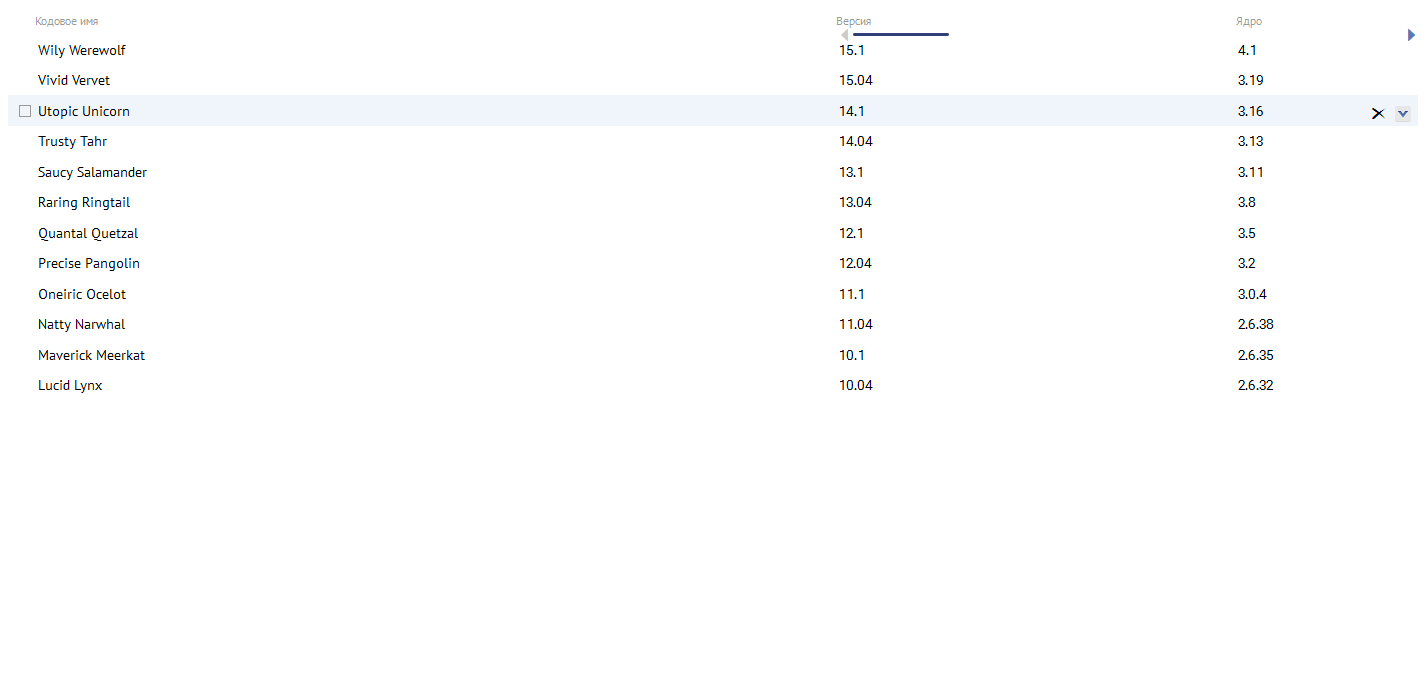 Кодовое имя Версия Ядро
Wily Werewolf 15.1 4.1
Vivid Vervet 15.04 3.19
Utopic Unicorn 14.1 3.16
Trusty Tahr 14.04 3.13
Saucy Salamander 13.1 3.11
Raring Ringtail 13.04 3.8
Quantal Quetzal 12.1 3.5
Precise Pangolin 12.04 3.2
Oneiric Ocelot 11.1 3.0.4
Natty Narwhal 11.04 2.6.38
Maverick Meerkat 10.1 2.6.35
Lucid Lynx 10.04 2.6.32